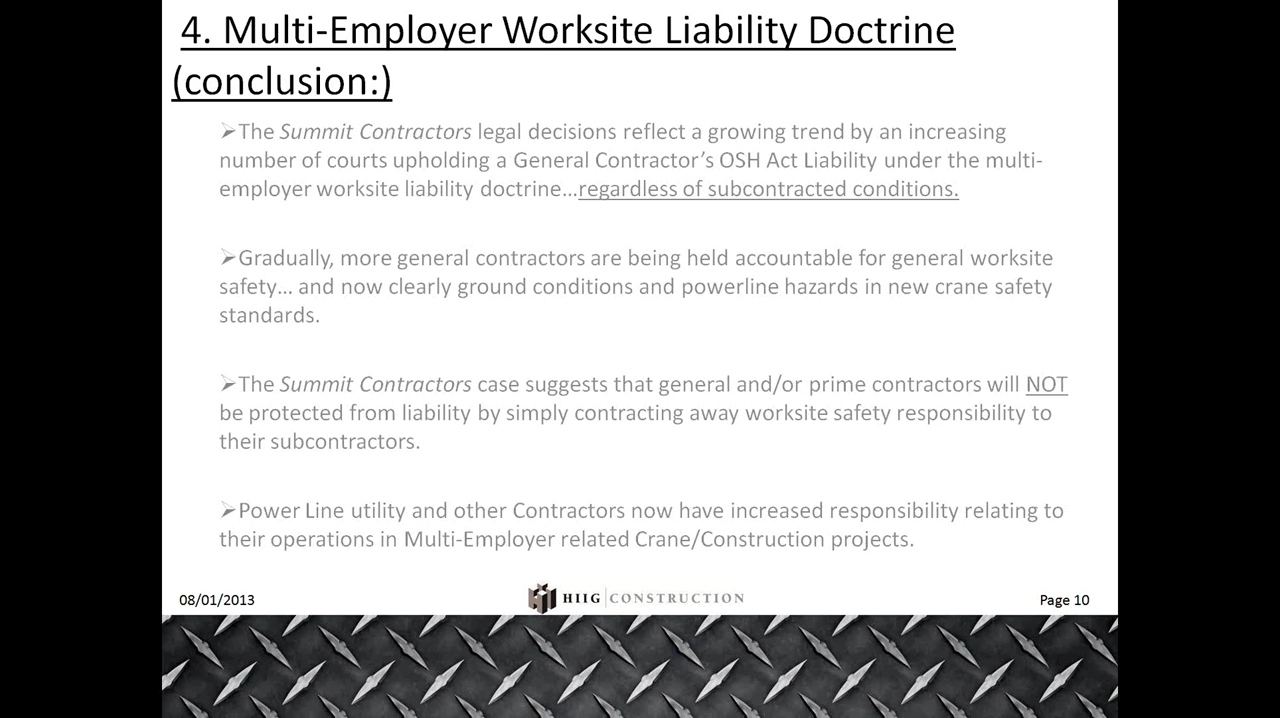 4. Multi-Employer Worksite Liability Doctrine
(conclusion:)
➢The Summit Contractors legal decisions reflect a growing trend by an increasing
number of courts upholding a General Contractor’s OSH Act Liability under the multi-
employer worksite liability doctrine…regardless of subcontracted conditions.
➢Gradually, more general contractors are being held accountable for general worksite
safety… and now clearly ground conditions and powerline hazards in new crane safety
standards.
➢The Summit Contractors case suggests that general and/or prime contractors will NOT
be protected from liability by simply contracting away worksite safety responsibility to
their subcontractors.
➢Power Line utility and other Contractors now have increased responsibility relating to
their operations in Multi-Employer related Crane/Construction projects.
08/01/2013
HIIG CONSTRUCTION
Page 10